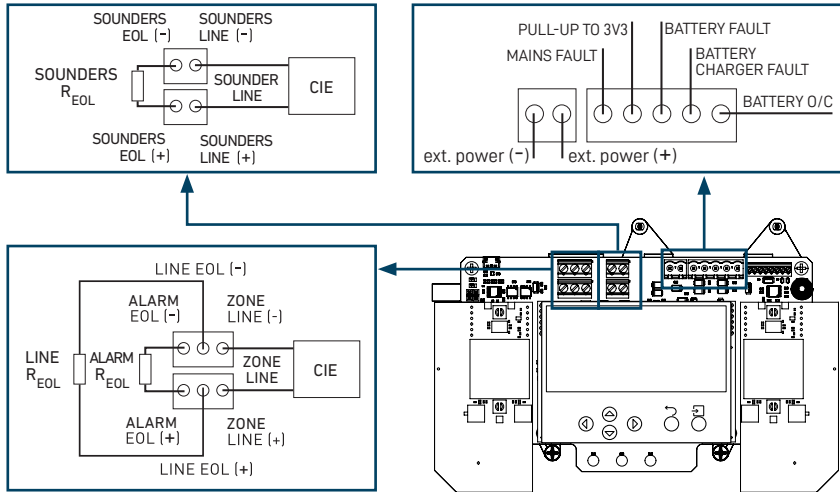 SOUNDERS
EOL (-)
SOUNDERS
LINE (-)
SOUNDERS
R EOL
SOUNDER
LINE
CIE
SOUNDERS
EOL (+)
SOUNDERS
LINE (+)
PULL-UP TO 3V3
BATTERY FAULT
MAINS FAULT
BATTERY
CHARGER FAULT
BATTERY O/C
ext. power (-)
ext. power (+)
LINE EOL (-)
ALARM
EOL (-)
ZONE
LINE (-)
LINE
R EOL
ALARM
R EOL
ZONE
LINE
CIE
ALARM
EOL (+)
ZONE
LINE (+)
LINE EOL (+)